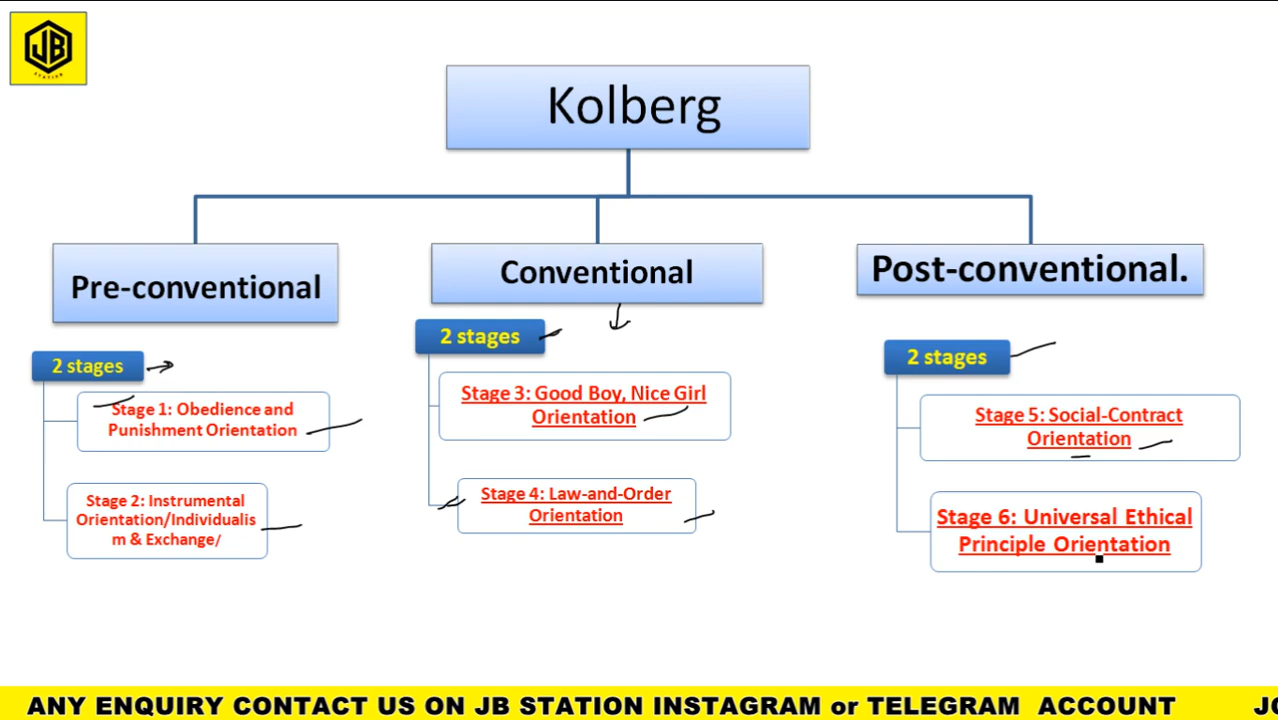 JB
STATION
Kolberg
Pre-conventional
Conventional
Post-conventional.
2 stages
Stage 1: Obedience and
Punishment Orientation
Stage 2: Instrumental
Orientation/Individualis
m & Exchange/
2 stages
Stage 3: Good Boy, Nice Girl
Orientation
Stage 4: Law-and-Order
Orientation
2 stages
Stage 5: Social-Contract
Orientation
Stage 6: Universal Ethical
Principle Orientation
ANY ENQUIRY CONTACT US ON JB STATION INSTAGRAM or TELEGRAM ACCOUNT